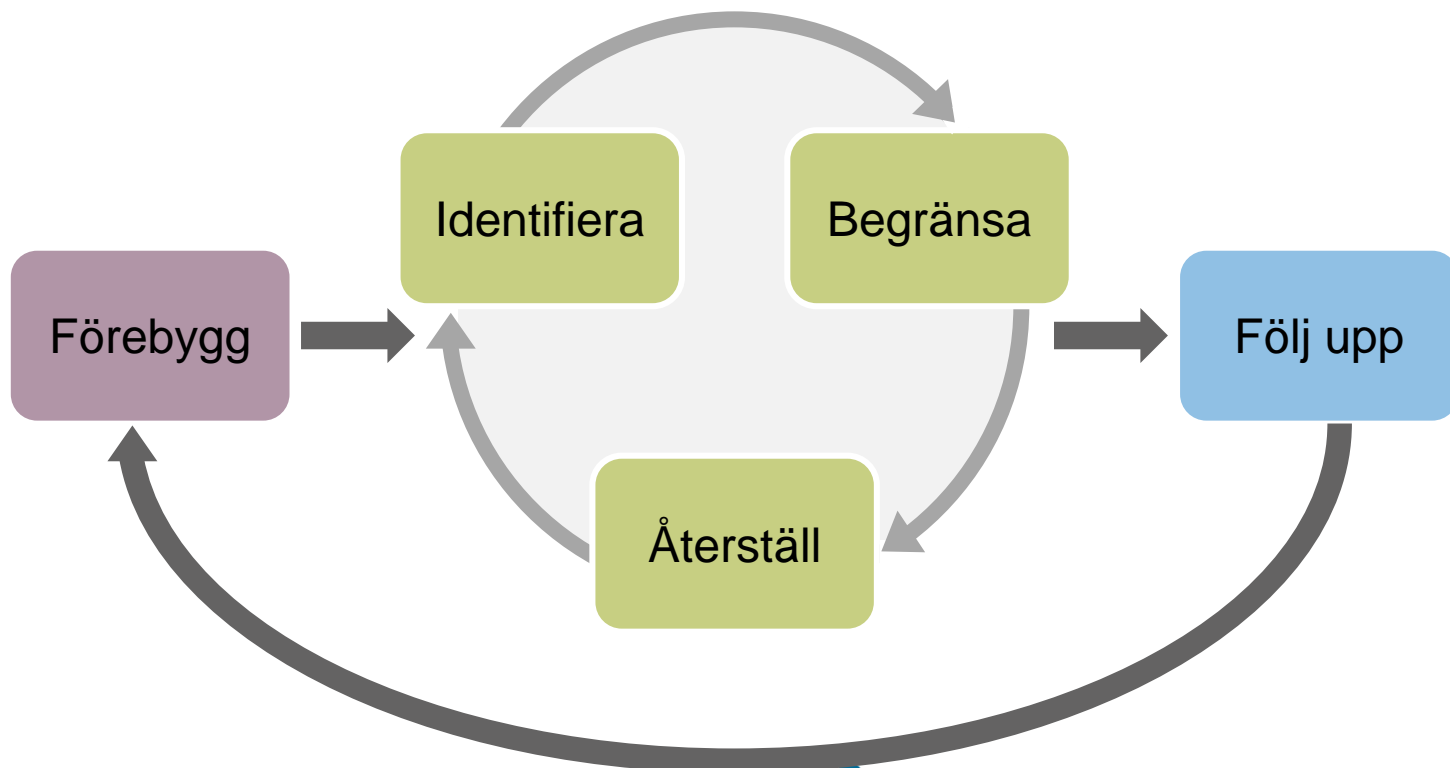 Identifiera
Begränsa
Förebygg
Följ upp
Återställ